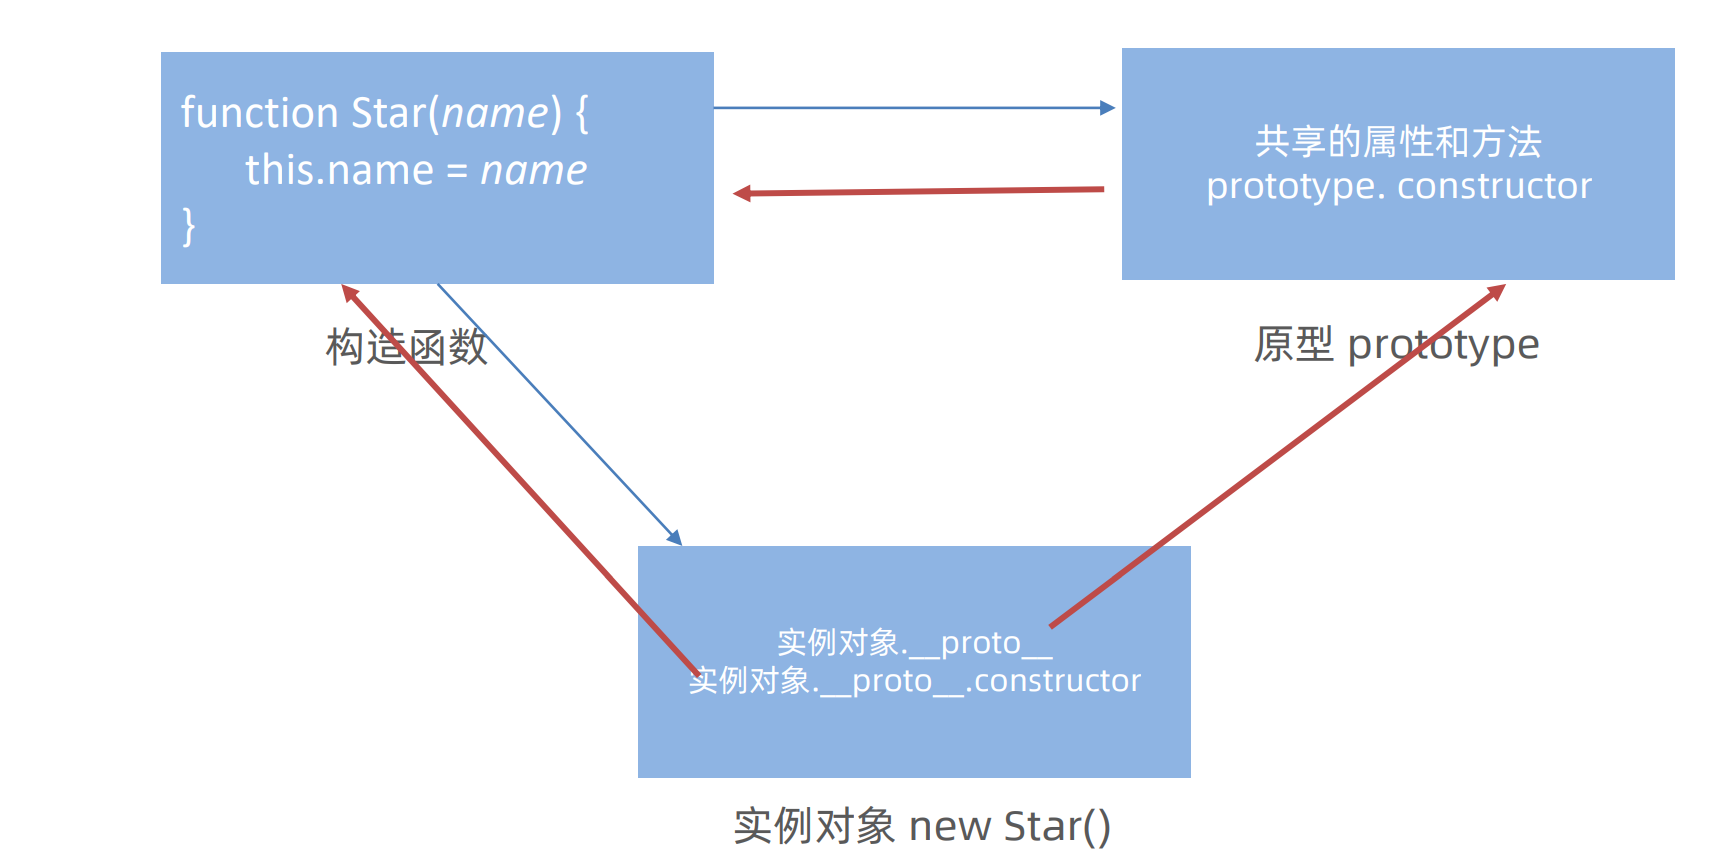 function Star(name) {
this.name = name
}
共享的属性和方法
prototype. constructor
构造函数
原型 prototype
实例对象.__proto__
实例对象.__proto__.constructor
实例对象 new Star()